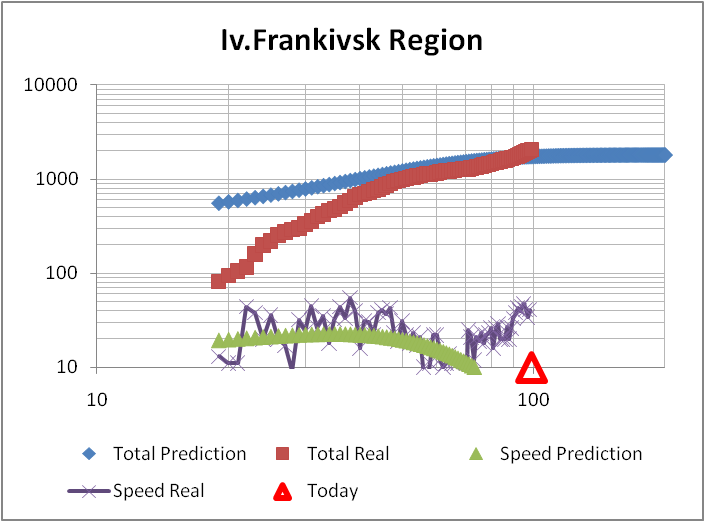 Iv.Frankivsk Region
10000
1000
100
10
10 100
Total Prediction Total Real Speed Prediction
Speed Real Today